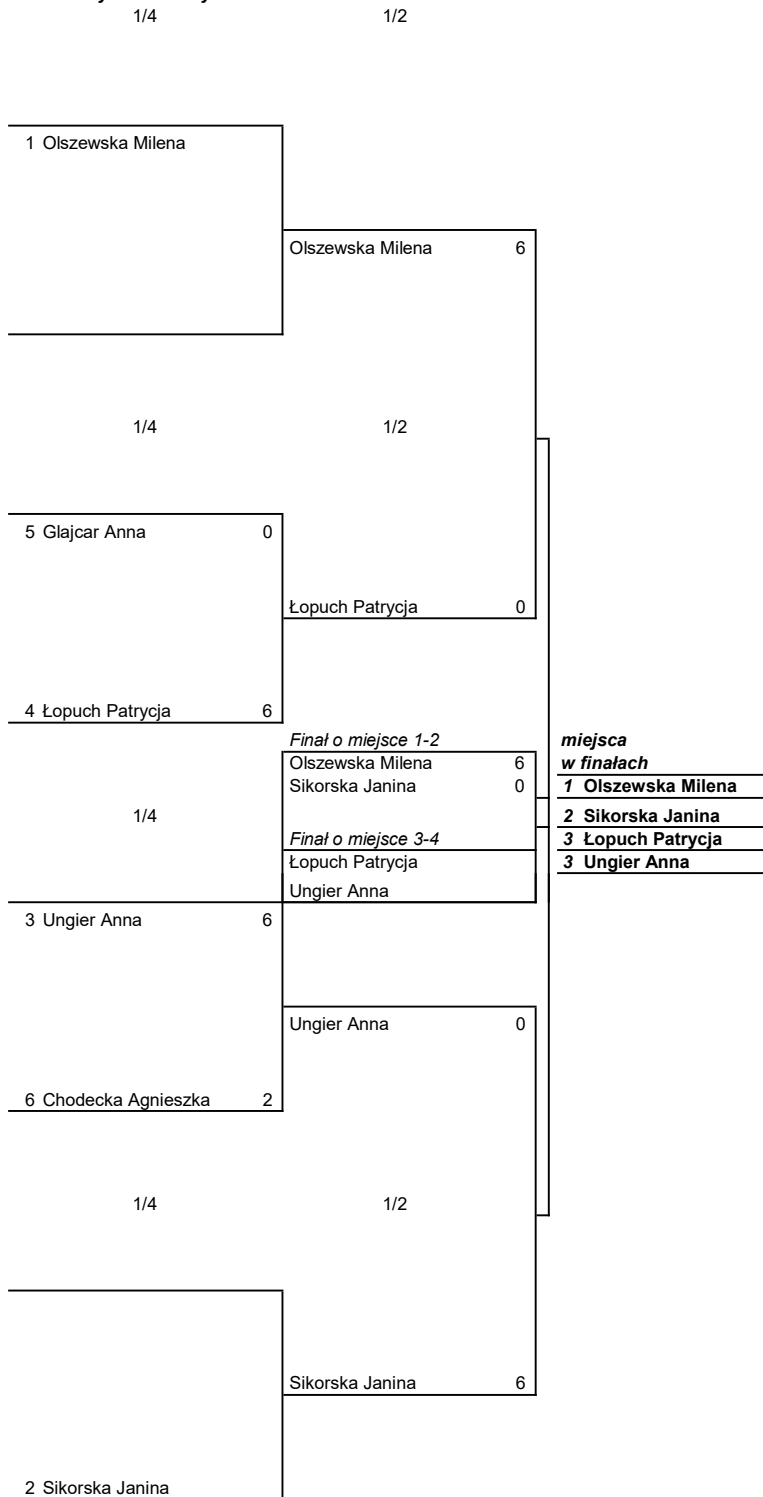 1/4 1/2
1 Olszewska Milena
Olszewska Milena 6
1/4 1/2
5 Glajcar Anna 0
Łopuch Patrycja 0
4 Łopuch Patrycja 6
Finał o miejsce 1-2 miejsca
Olszewska Milena 6 w finałach
Sikorska Janina 0 1 Olszewska Milena
1/4 2 Sikorska Janina
Finał o miejsce 3-4 3 Łopuch Patrycja
Łopuch Patrycja 3 Ungier Anna
Ungier Anna
3 Ungier Anna 6
Ungier Anna 0
6 Chodecka Agnieszka 2
1/4 1/2
Sikorska Janina 6
2 Sikorska Janina